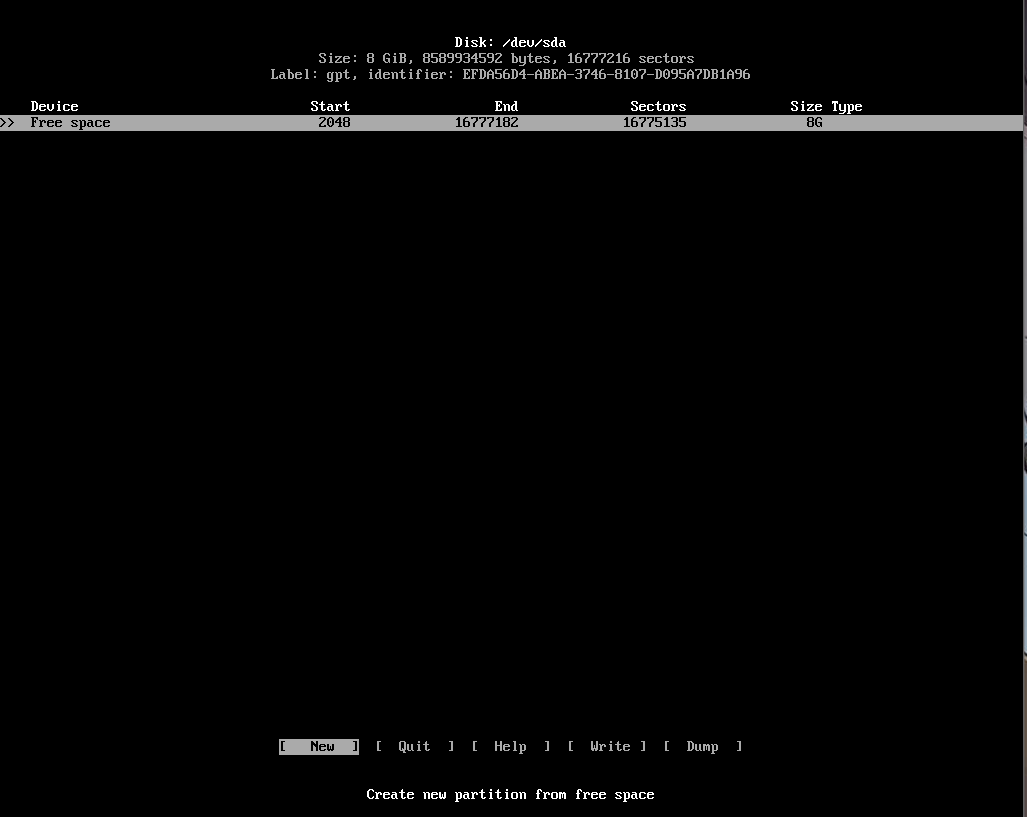 Disk: /dev/sda
Size: 8 GiB, 8589934592 bytes, 16777216 sectors
Label: gpt, identifier: EFDA56D4-ABEA-3746-8107-D095A7DB1A96
Device Start End Sectors Size Type
>> Free space 2048 16777182 16775135 8G
[ New ] [ Quit ] [ Help ] [ Write ] [ Dump ]
Create new partition from free space